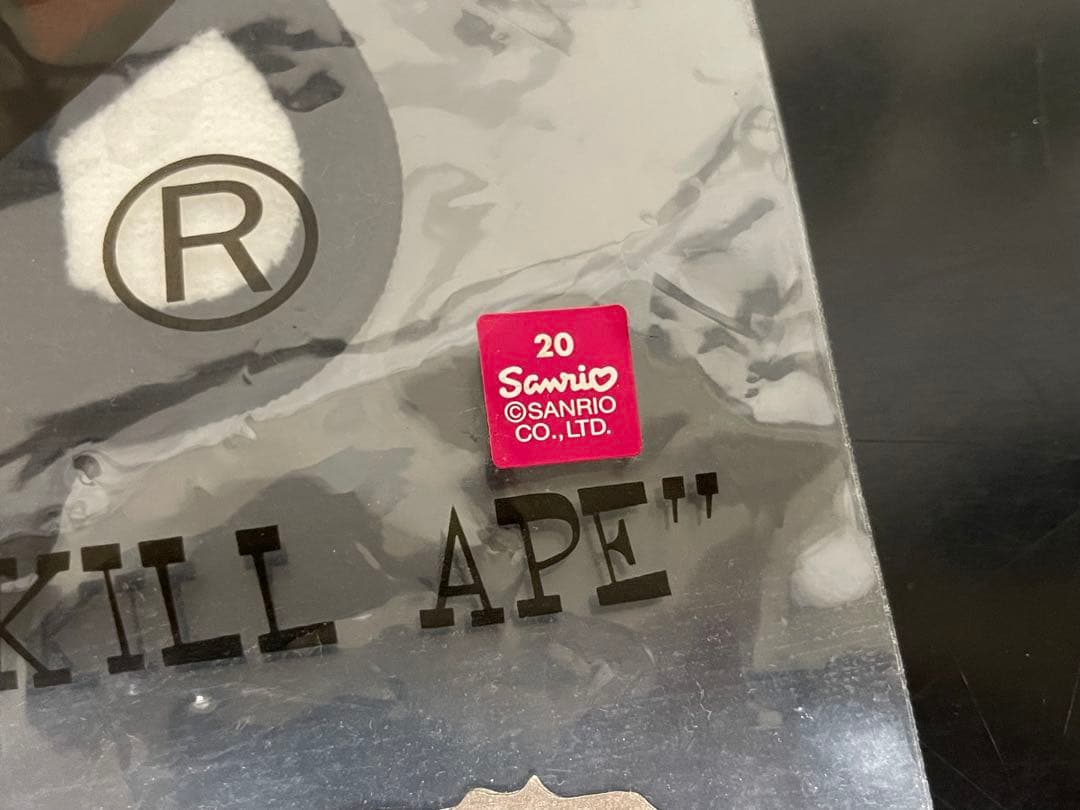 ®
20
Sanrio
©SANRIO
CO.,LTD.
KILL APE"